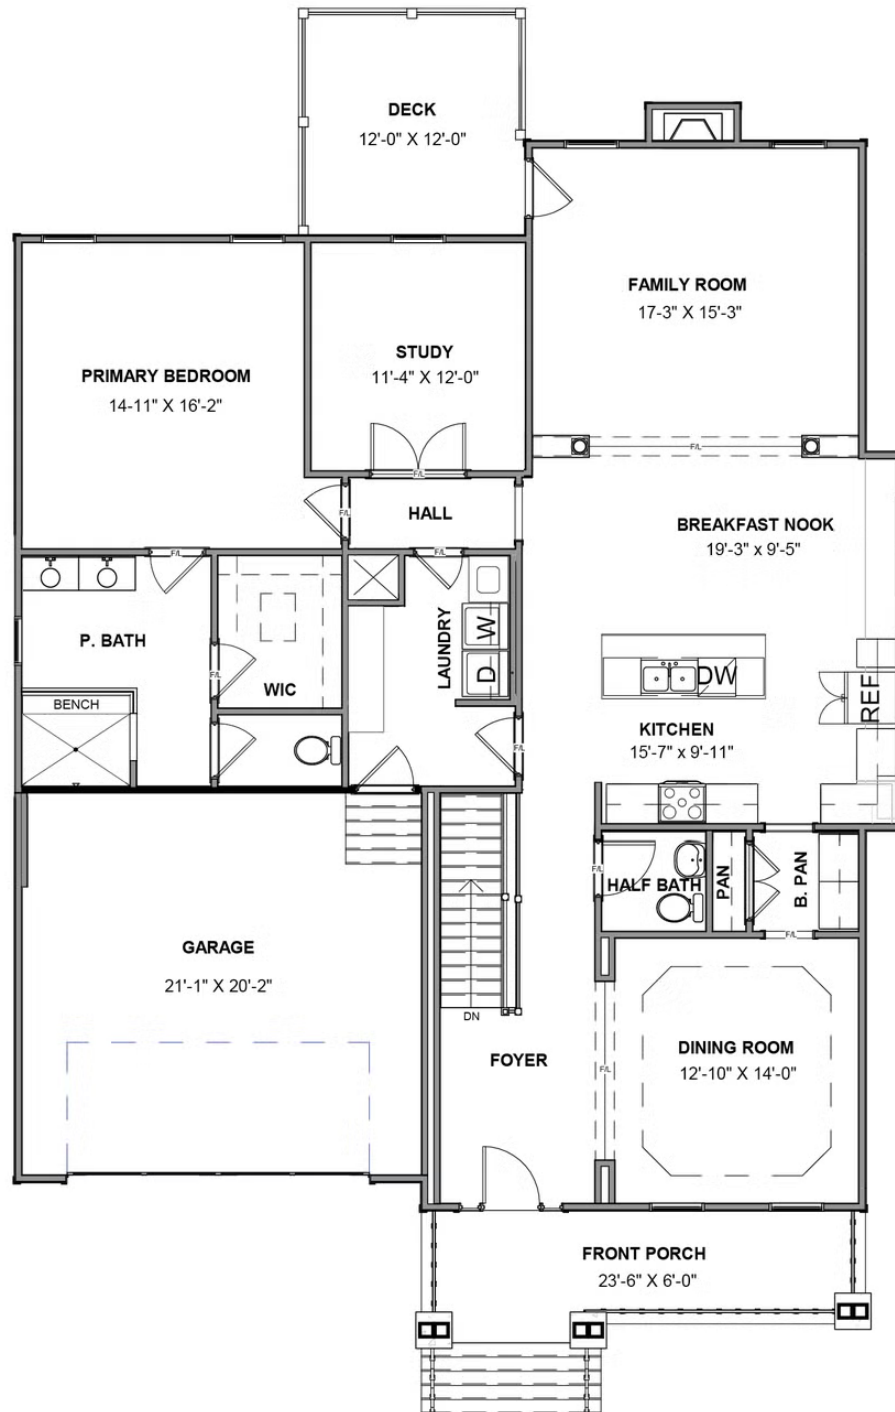 DECK
12'-0" X 12'-0"
FAMILY ROOM
17-3" X 15'-3"
STUDY
11'-4" X 12'-0"
PRIMARY BEDROOM
14-11" X 16'-2"
F/L
F/L
F/L
HALL
BREAKFAST NOOK
19'-3" x 9'-5"
F/L
F/L
P. BATH
LAUNDRY
W
D
WIC
F/L
BENCH
DW
REF
KITCHEN
15'-7" x 9'-11"
F/L
F/L
HALF BATH
PAN
B. PAN
F/L
GARAGE
21'-1" X 20'-2"
DN
FOYER
F/L
DINING ROOM
12'-10" X 14'-0"
FRONT PORCH
23'-6" X 6'-0"